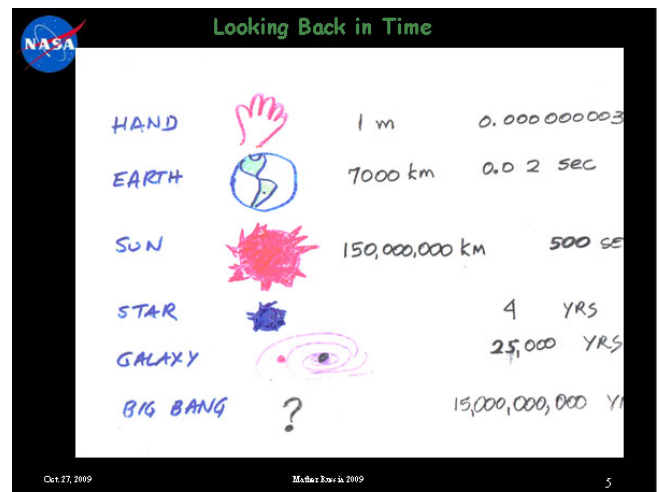 Looking Back in Time
NASA
HAND 1 m 0.000000003
EARTH 7000 km 0.02 sec
SUN 150,000,000 km 500 SE
STAR 4 YRS
GALAXY 25,000 YRS
BIG BANG ? 15,000,000,000 YR
Oct. 27, 2009 Mather Russia 2009 5